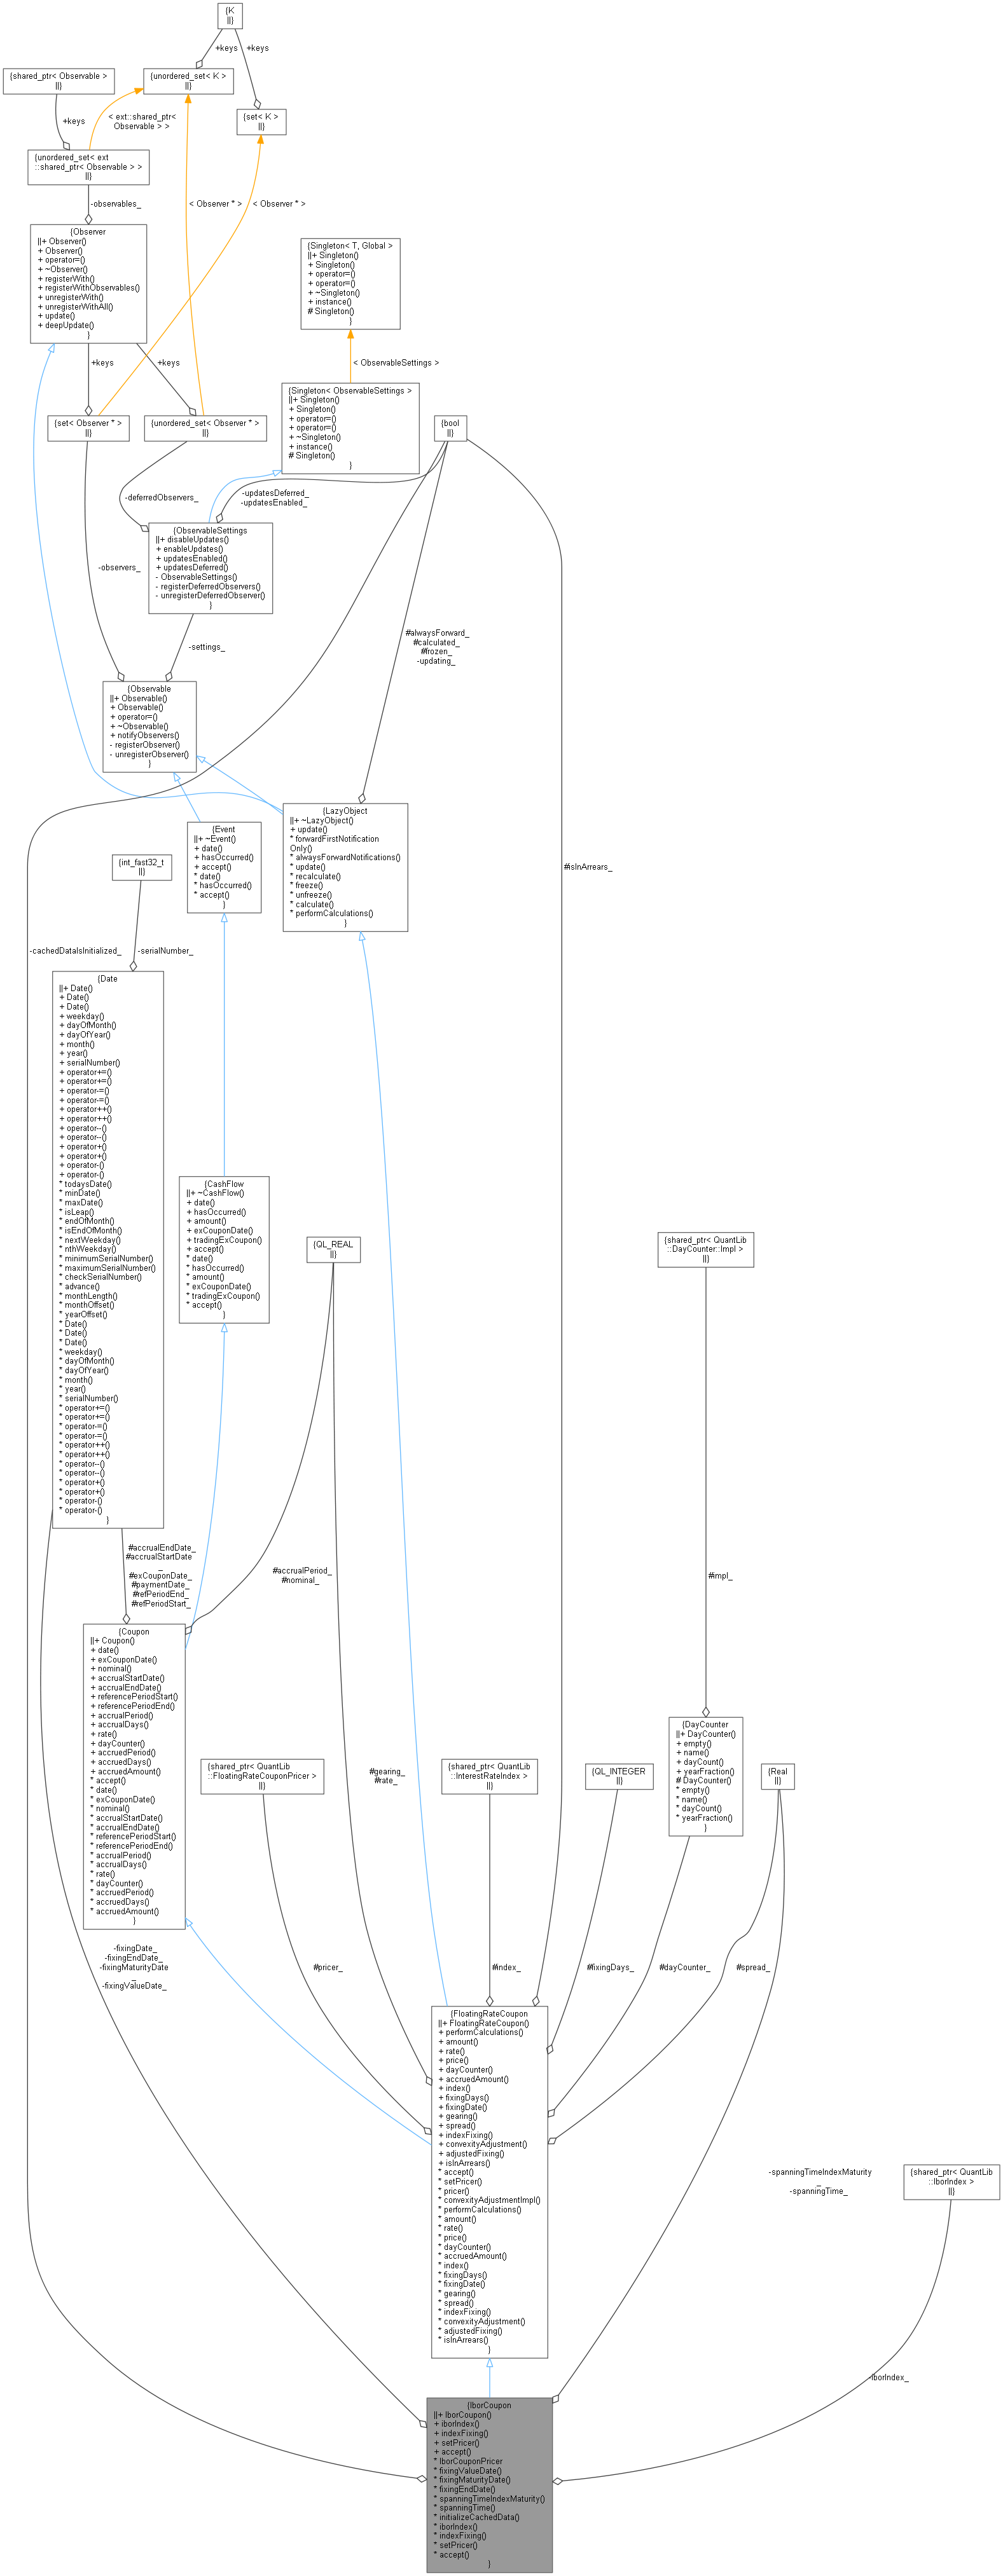 {K
||}
+keys
+keys
{shared_ptr< Observable >
||}
{unordered_set< K >
||}
{set< K >
||}
+keys
< ext::shared_ptr<
Observable > >
{unordered_set< ext
::shared_ptr< Observable > >
||}
-observables_
< Observer * >
< Observer * >
{Observer
||+ Observer()
+ Observer()
+ operator=()
+ ~Observer()
+ registerWith()
+ registerWithObservables()
+ unregisterWith()
+ unregisterWithAll()
+ update()
+ deepUpdate()
}
{Singleton< T, Global >
||+ Singleton()
+ Singleton()
+ operator=()
+ operator=()
+ ~Singleton()
+ instance()
# Singleton()
}
+keys
+keys
< ObservableSettings >
{set< Observer * >
||}
{unordered_set< Observer * >
||}
{Singleton< ObservableSettings >
||+ Singleton()
+ Singleton()
+ operator=()
+ operator=()
+ ~Singleton()
+ instance()
# Singleton()
}
{bool
||}
-deferredObservers_
-updatesDeferred_
-updatesEnabled_
-observers_
{ObservableSettings
||+ disableUpdates()
+ enableUpdates()
+ updatesEnabled()
+ updatesDeferred()
- ObservableSettings()
- registerDeferredObservers()
- unregisterDeferredObserver()
}
-settings_
#alwaysForward_
#calculated_
#frozen_
-updating_
{Observable
||+ Observable()
+ Observable()
+ operator=()
+ ~Observable()
+ notifyObservers()
- registerObserver()
- unregisterObserver()
}
{Event
||+ ~Event()
+ date()
+ hasOccurred()
+ accept()
* date()
* hasOccurred()
* accept()
}
{LazyObject
||+ ~LazyObject()
+ update()
* forwardFirstNotification
Only()
* alwaysForwardNotifications()
* update()
* recalculate()
* freeze()
* unfreeze()
* calculate()
* performCalculations()
}
#isInArrears_
{int_fast32_t
||}
-cachedDataIsInitialized_
-serialNumber_
{Date
||+ Date()
+ Date()
+ Date()
+ weekday()
+ dayOfMonth()
+ dayOfYear()
+ month()
+ year()
+ serialNumber()
+ operator+=()
+ operator+=()
+ operator-=()
+ operator-=()
+ operator++()
+ operator++()
+ operator--()
+ operator--()
+ operator+()
+ operator+()
+ operator-()
+ operator-()
* todaysDate()
* minDate()
* maxDate()
* isLeap()
* endOfMonth()
* isEndOfMonth()
* nextWeekday()
* nthWeekday()
* minimumSerialNumber()
* maximumSerialNumber()
* checkSerialNumber()
* advance()
* monthLength()
* monthOffset()
* yearOffset()
* Date()
* Date()
* Date()
* weekday()
* dayOfMonth()
* dayOfYear()
* month()
* year()
* serialNumber()
* operator+=()
* operator+=()
* operator-=()
* operator-=()
* operator++()
* operator++()
* operator--()
* operator--()
* operator+()
* operator+()
* operator-()
* operator-()
}
{CashFlow
||+ ~CashFlow()
+ date()
+ hasOccurred()
+ amount()
+ exCouponDate()
+ tradingExCoupon()
+ accept()
* date()
* hasOccurred()
* amount()
* exCouponDate()
* tradingExCoupon()
* accept()
}
{QL_REAL
||}
{shared_ptr< QuantLib
::DayCounter::Impl >
||}
#accrualEndDate_
#accrualStartDate
_
#exCouponDate_
#paymentDate_
#refPeriodEnd_
#refPeriodStart_
#accrualPeriod_
#nominal_
#impl_
{Coupon
||+ Coupon()
+ date()
+ exCouponDate()
+ nominal()
+ accrualStartDate()
+ accrualEndDate()
+ referencePeriodStart()
+ referencePeriodEnd()
+ accrualPeriod()
+ accrualDays()
+ rate()
+ dayCounter()
+ accruedPeriod()
+ accruedDays()
+ accruedAmount()
* accept()
* date()
* exCouponDate()
* nominal()
* accrualStartDate()
* accrualEndDate()
* referencePeriodStart()
* referencePeriodEnd()
* accrualPeriod()
* accrualDays()
* rate()
* dayCounter()
* accruedPeriod()
* accruedDays()
* accruedAmount()
}
{shared_ptr< QuantLib
::FloatingRateCouponPricer >
||}
#gearing_
#rate_
{shared_ptr< QuantLib
::InterestRateIndex >
||}
{QL_INTEGER
||}
{DayCounter
||+ DayCounter()
+ empty()
+ name()
+ dayCount()
+ yearFraction()
# DayCounter()
* empty()
* name()
* dayCount()
* yearFraction()
}
{Real
||}
-fixingDate_
-fixingEndDate_
-fixingMaturityDate
_
-fixingValueDate_
#pricer_
#index_
#fixingDays_
#dayCounter_
#spread_
{FloatingRateCoupon
||+ FloatingRateCoupon()
+ performCalculations()
+ amount()
+ rate()
+ price()
+ dayCounter()
+ accruedAmount()
+ index()
+ fixingDays()
+ fixingDate()
+ gearing()
+ spread()
+ indexFixing()
+ convexityAdjustment()
+ adjustedFixing()
+ isInArrears()
* accept()
* setPricer()
* pricer()
* convexityAdjustmentImpl()
* performCalculations()
* amount()
* rate()
* price()
* dayCounter()
* accruedAmount()
* index()
* fixingDays()
* fixingDate()
* gearing()
* spread()
* indexFixing()
* convexityAdjustment()
* adjustedFixing()
* isInArrears()
}
-spanningTimeIndexMaturity
_
-spanningTime_
{shared_ptr< QuantLib
::IborIndex >
||}
-iborIndex_
{IborCoupon
||+ IborCoupon()
+ iborIndex()
+ indexFixing()
+ setPricer()
+ accept()
* IborCouponPricer
* fixingValueDate()
* fixingMaturityDate()
* fixingEndDate()
* spanningTimeIndexMaturity()
* spanningTime()
* initializeCachedData()
* iborIndex()
* indexFixing()
* setPricer()
* accept()
}